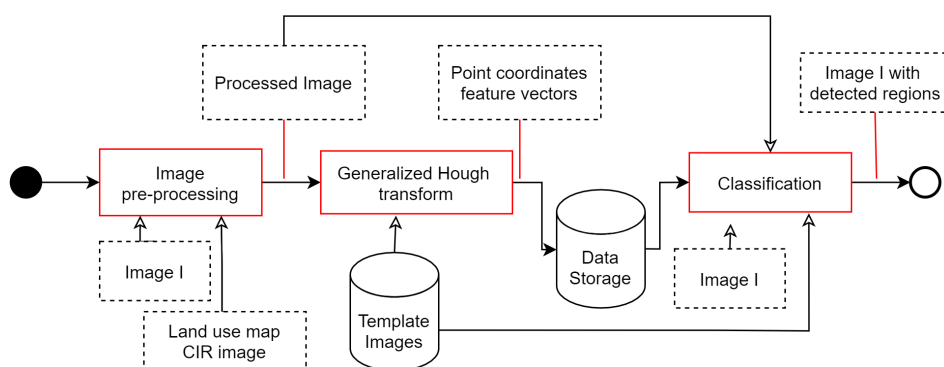 Processed Image
Point coordinates
feature vectors
Image I with
detected regions
Image
pre-processing
Generalized Hough
transform
Classification
Image I
Data
Storage
Image I
Land use map
CIR image
Template
Images